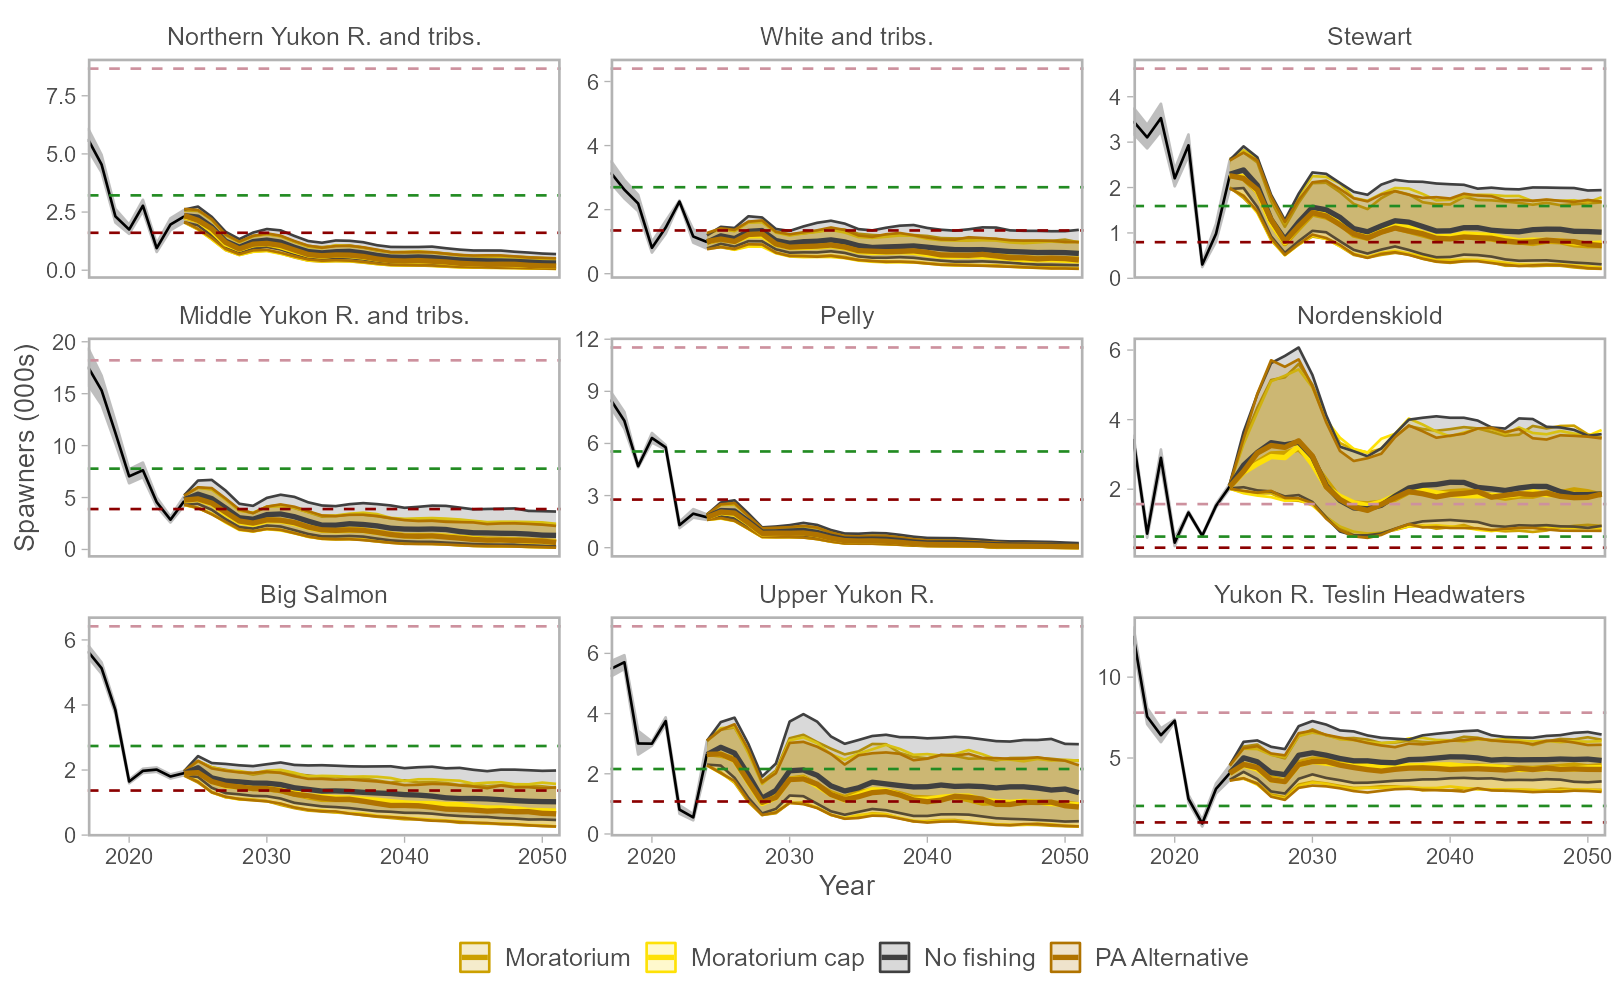 Northern Yukon R. and tribs.
White and tribs.
Stewart
7.5
5.0
2.5
0.0
6
4
2
0
4
3
2
1
0
Middle Yukon R. and tribs.
Pelly
Nordenskiold
20
15
10
5
0
12
9
6
3
0
6
4
2
Spawners (000s)
Big Salmon
Upper Yukon R.
Yukon R. Teslin Headwaters
6
4
2
0
6
4
2
0
10
5
2020 2030 2040 2050
2020 2030 2040 2050
2020 2030 2040 2050
Year
Moratorium Moratorium cap No fishing PA Alternative